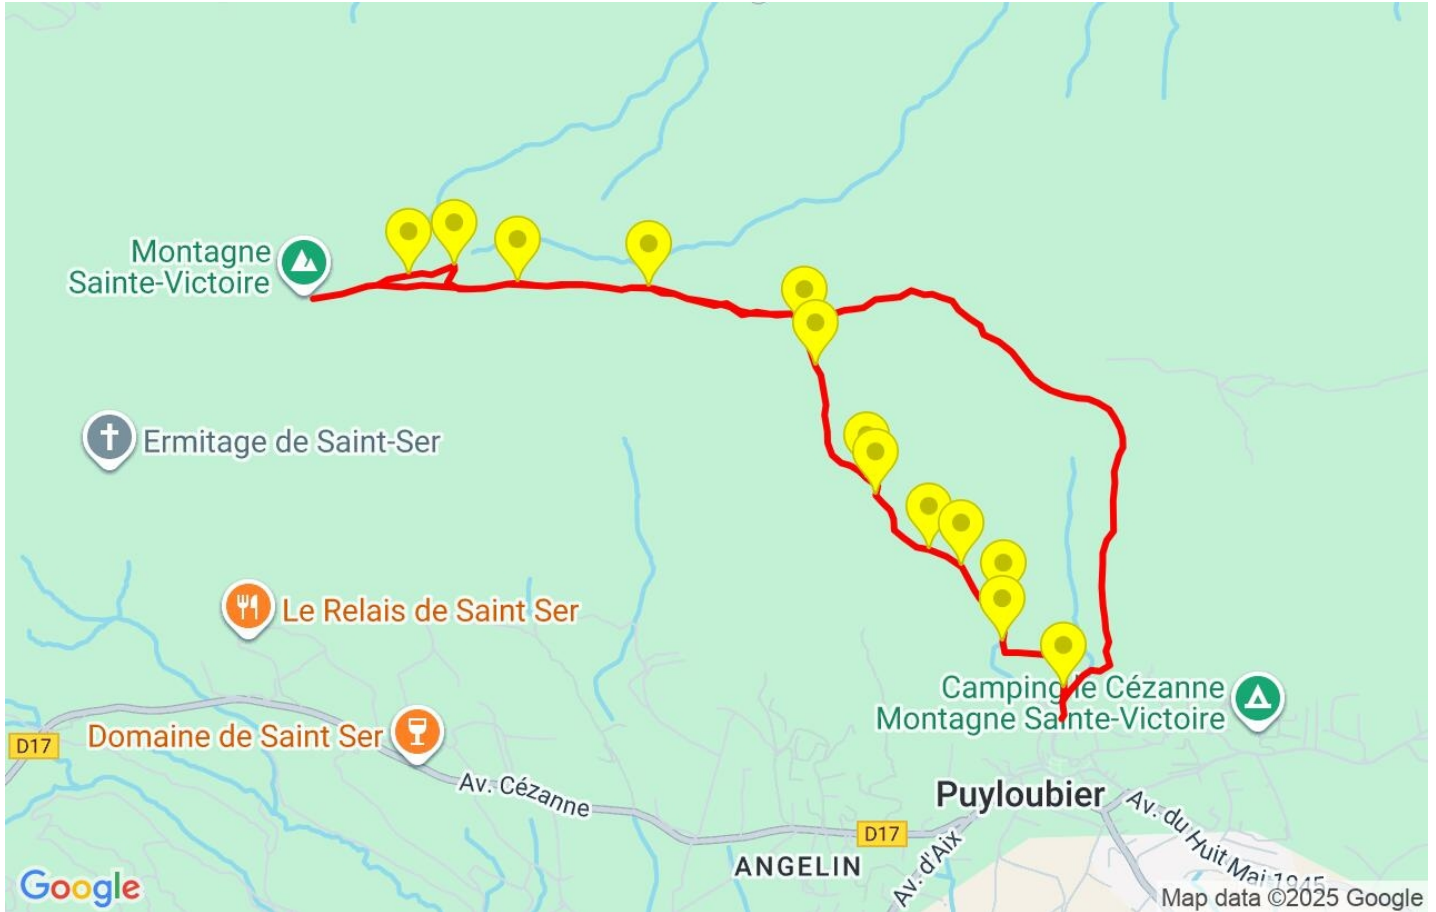 Montagne
Sainte-Victoire
Ermitage de Saint-Ser
Le Relais de Saint Ser
Camping le Cézanne
Montagne Sainte-Victoire
Domaine de Saint Ser
D17
Av. Cézanne
Puyloubier
D17
Av. d'Aix
Av. du Huit Mai 1945
ANGELIN
Google
Map data ©2025 Google